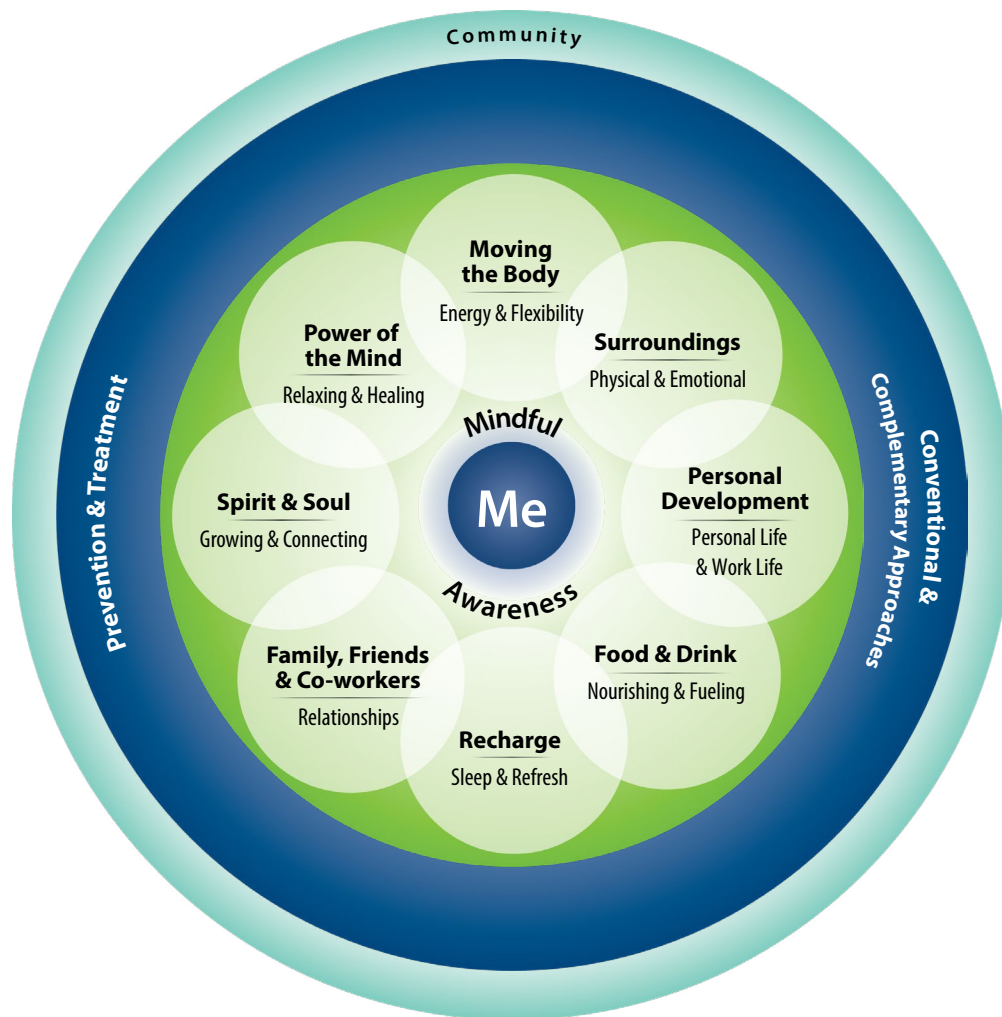 Community
Moving
the Body
Energy & Flexibility
Surroundings
Physical & Emotional
Personal
Development
Personal Life
& Work Life
Food & Drink
Nourishing & Fueling
Recharge
Sleep & Refresh
Family, Friends
& Co-workers
Relationships
Spirit & Soul
Growing & Connecting
Power of
the Mind
Relaxing & Healing
Mindful
Me
Awareness
Prevention & Treatment
Conventional &
Complementary Approaches